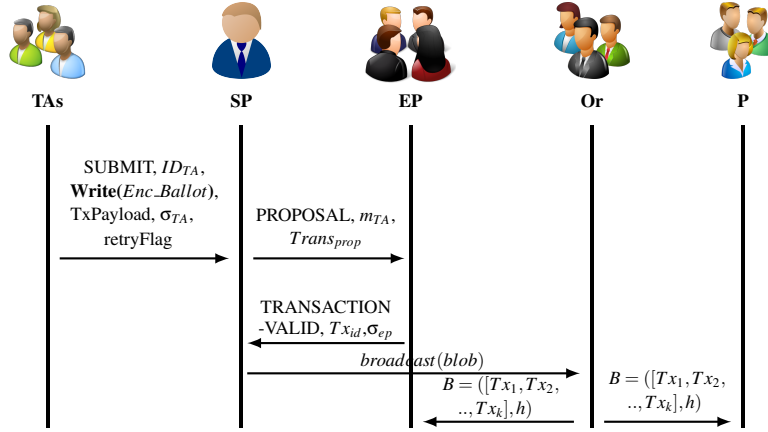 TAs SP EP Or P
SUBMIT, ID_TA,
Write(Enc_Ballot),
TxPayload, σ_TA,
retryFlag
PROPOSAL, m_TA,
Trans_prop
TRANSACTION
-VALID, Tx_id,σ_ep
broadcast(blob)
B = ([Tx_1,Tx_2,
..,Tx_k],h)
B = ([Tx_1,Tx_2,
..,Tx_k],h)